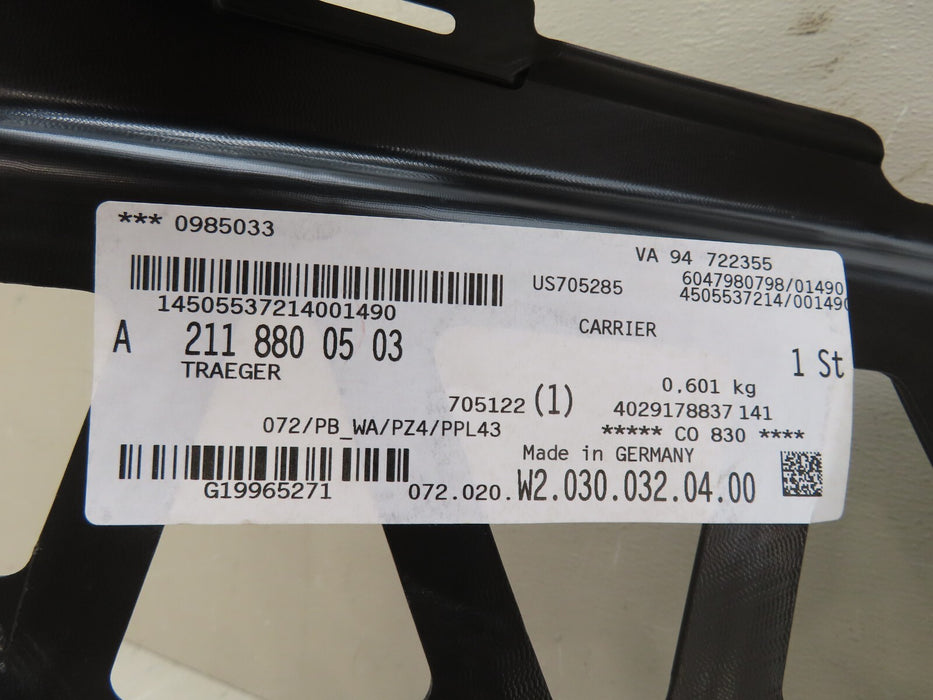 *** 0985033
VA 94 722355
US705285
6047980798/01490
4505537214/001490
14505537214001490
CARRIER
A 211 880 05 03
1 St
TRAEGER
0.601 kg
705122 (1)
4029178837 141
072/PB_WA/PZ4/PPL43
***** CO 830 ****
Made in GERMANY
G19965271
072.020.W2.030.032.04.00